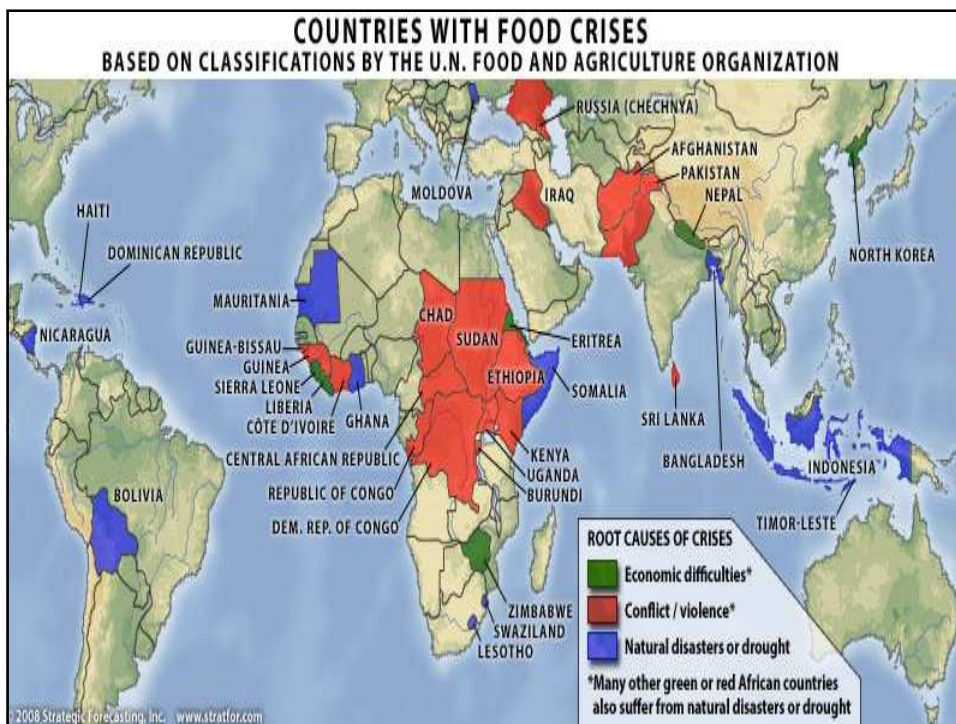 COUNTRIES WITH FOOD CRISES
BASED ON CLASSIFICATIONS BY THE U.N. FOOD AND AGRICULTURE ORGANIZATION
RUSSIA (CHECHNYA)
AFGHANISTAN
PAKISTAN
NEPAL
MOLDOVA
IRAQ
NORTH KOREA
HAITI
DOMINICAN REPUBLIC
MAURITANIA
NICARAGUA
CHAD
SUDAN
ERITREA
GUINEA-BISSAU
GUINEA
SIERRA LEONE
LIBERIA
CÔTE D'IVOIRE
GHANA
ETHIOPIA
SOMALIA
SRI LANKA
BANGLADESH
INDONESIA
TIMOR-LESTE
CENTRAL AFRICAN REPUBLIC
KENYA
UGANDA
BURUNDI
REPUBLIC OF CONGO
DEM. REP. OF CONGO
BOLIVIA
ZIMBABWE
SWAZILAND
LESOTHO
ROOT CAUSES OF CRISES
Economic difficulties*
Conflict / violence*
Natural disasters or drought
*Many other green or red African countries
also suffer from natural disasters or drought
© 2008 Strategic Forecasting, Inc. www.stratfor.com